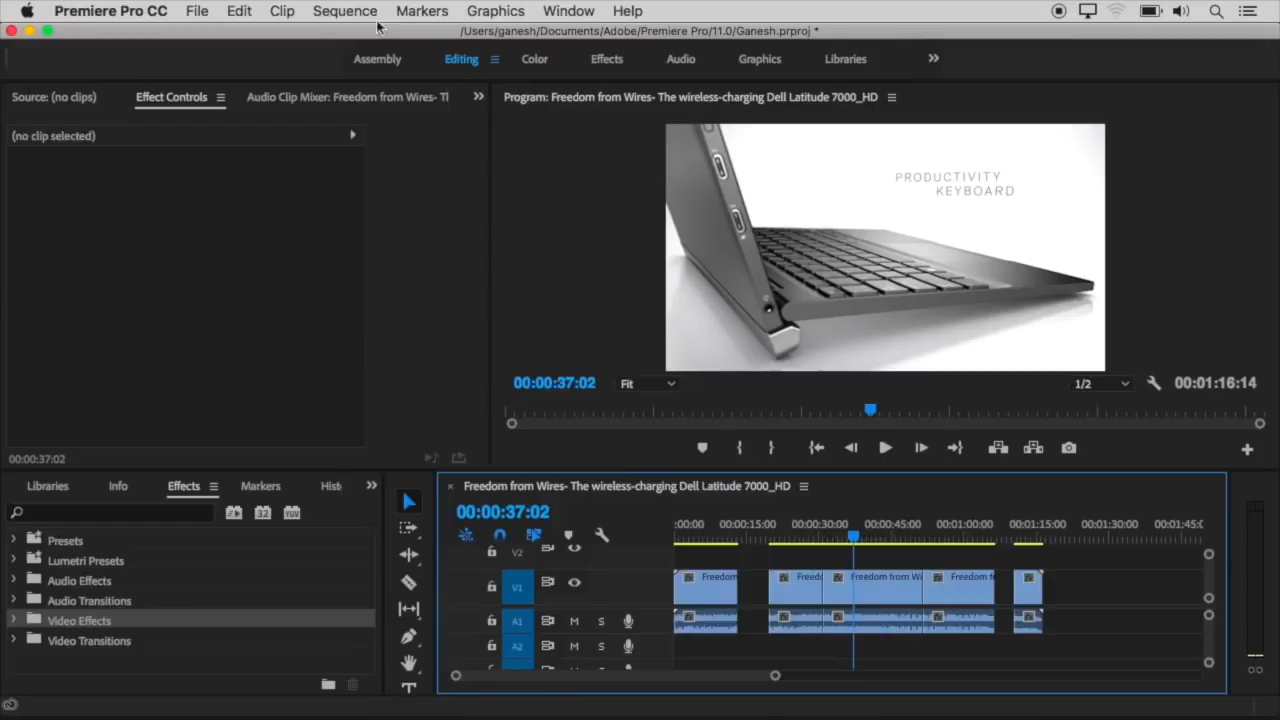 Premiere Pro CC File Edit Clip Sequence Markers Graphics Window Help
/Users/ganesh/Documents/Adobe/Premiere Pro/11.0/Ganesh.prproj *
Assembly Editing Color Effects Audio Graphics Libraries
Source: (no clips) Effect Controls Audio Clip Mixer: Freedom from Wires- Tl
Program: Freedom from Wires- The wireless-charging Dell Latitude 7000_HD
(no clip selected)
PRODUCTIVITY
KEYBOARD
00:00:37:02 Fit 1/2 00:01:16:14
00:00:37:02
Libraries Info Effects Markers Hist
Freedom from Wires- The wireless-charging Dell Latitude 7000_HD
00:00:37:02
32 YUV
:00:00 00:00:15:00 00:00:30:00 00:00:45:00 00:01:00:00 00:01:15:00 00:01:30:00 00:01:45:0
Presets
Lumetri Presets
Audio Effects
Audio Transitions
Video Effects
Video Transitions
V2
V1 Freedom Freedo Freedom from Wi Freedom fr
A1 M S
A2 M S